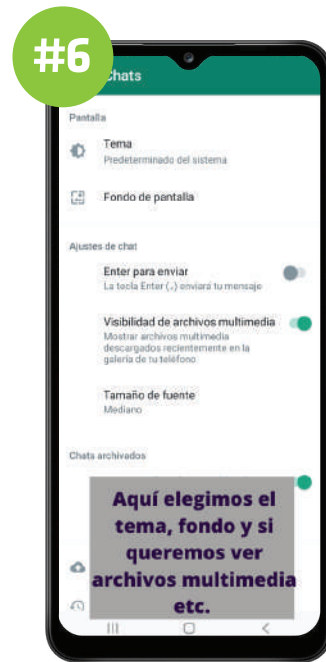 #6
Chats
Pantalla
Tema
Predeterminado del sistema
Fondo de pantalla
Ajustes de chat
Enter para enviar
La tecla Enter (↵) enviará tu mensaje
Visibilidad de archivos multimedia
Mostrar archivos multimedia
descargados recientemente en la
galería de tu teléfono
Tamaño de fuente
Mediano
Chats archivados
Aquí elegimos el
tema, fondo y si
queremos ver
archivos multimedia
etc.